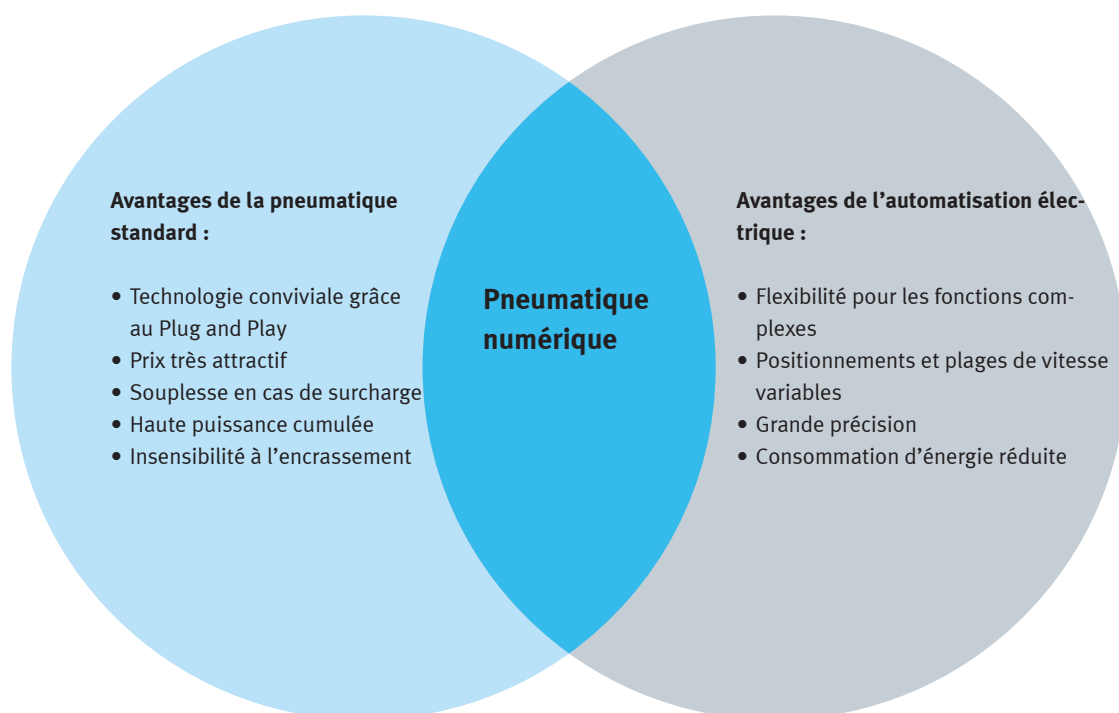 Avantages de la pneumatique
standard :
• Technologie conviviale grâce
au Plug and Play
• Prix très attractif
• Souplesse en cas de surcharge
• Haute puissance cumulée
• Insensibilité à l’encrassement
Pneumatique
numérique
Avantages de l’automatisation élec-
trique :
• Flexibilité pour les fonctions com-
plexes
• Positionnements et plages de vitesse
variables
• Grande précision
• Consommation d’énergie réduite